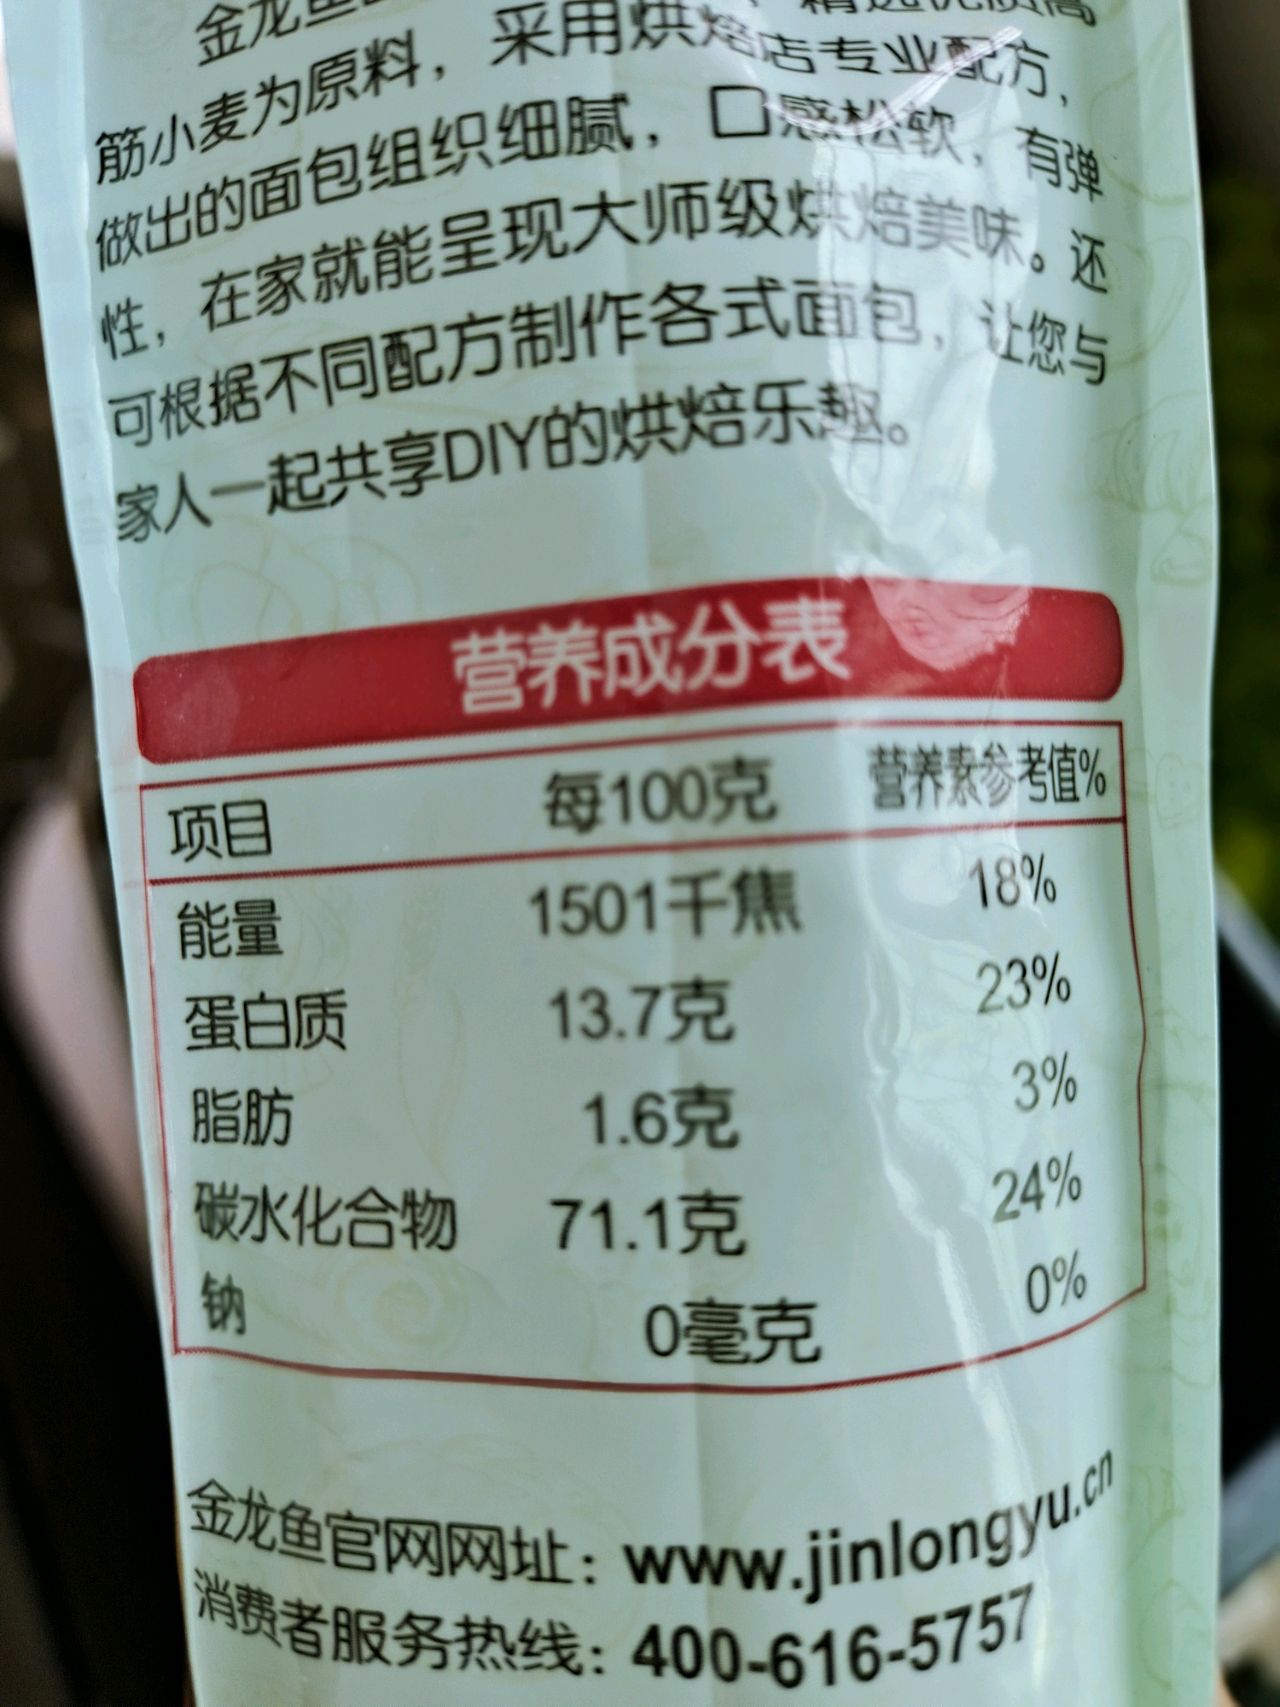 金龙鱼
精选优质高
筋小麦为原料，采用烘焙店专业配方，
做出的面包组织细腻，口感松软，有弹
性，在家就能呈现大师级烘焙美味。还
可根据不同配方制作各式面包，让您与
家人一起共享DIY的烘焙乐趣。
营养成分表
项目 每100克 营养素参考值%
能量 1501千焦 18%
蛋白质 13.7克 23%
脂肪 1.6克 3%
碳水化合物 71.1克 24%
钠 0毫克 0%
金龙鱼官网网址：www.jinlongyu.cn
消费者服务热线：400-616-5757